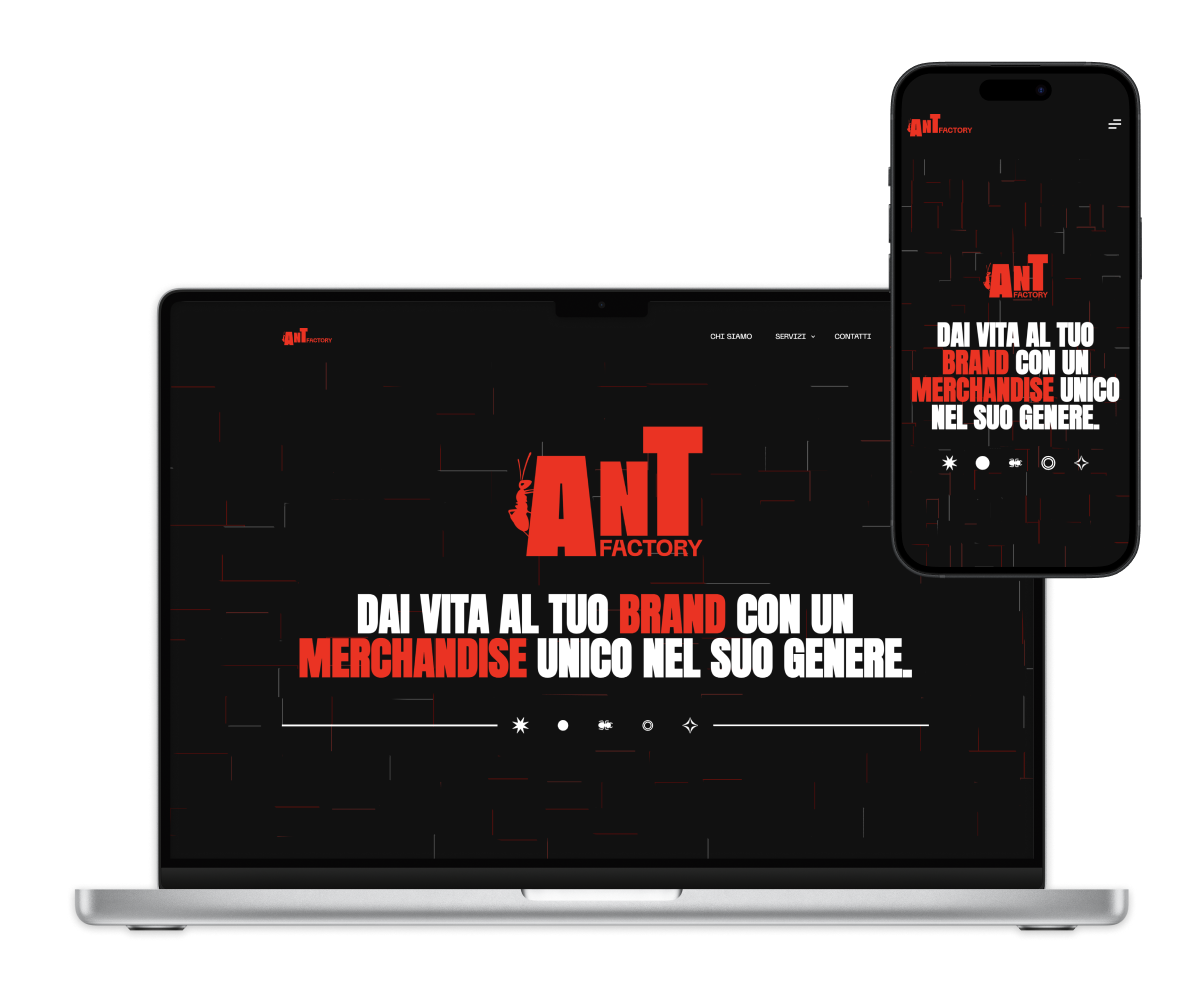 ANT FACTORY
CHI SIAMO SERVIZI CONTATTI
ANT
FACTORY
DAI VITA AL TUO BRAND CON UN
MERCHANDISE UNICO NEL SUO GENERE.
ANT FACTORY
ANT
FACTORY
DAI VITA AL TUO
BRAND CON UN
MERCHANDISE UNICO
NEL SUO GENERE.